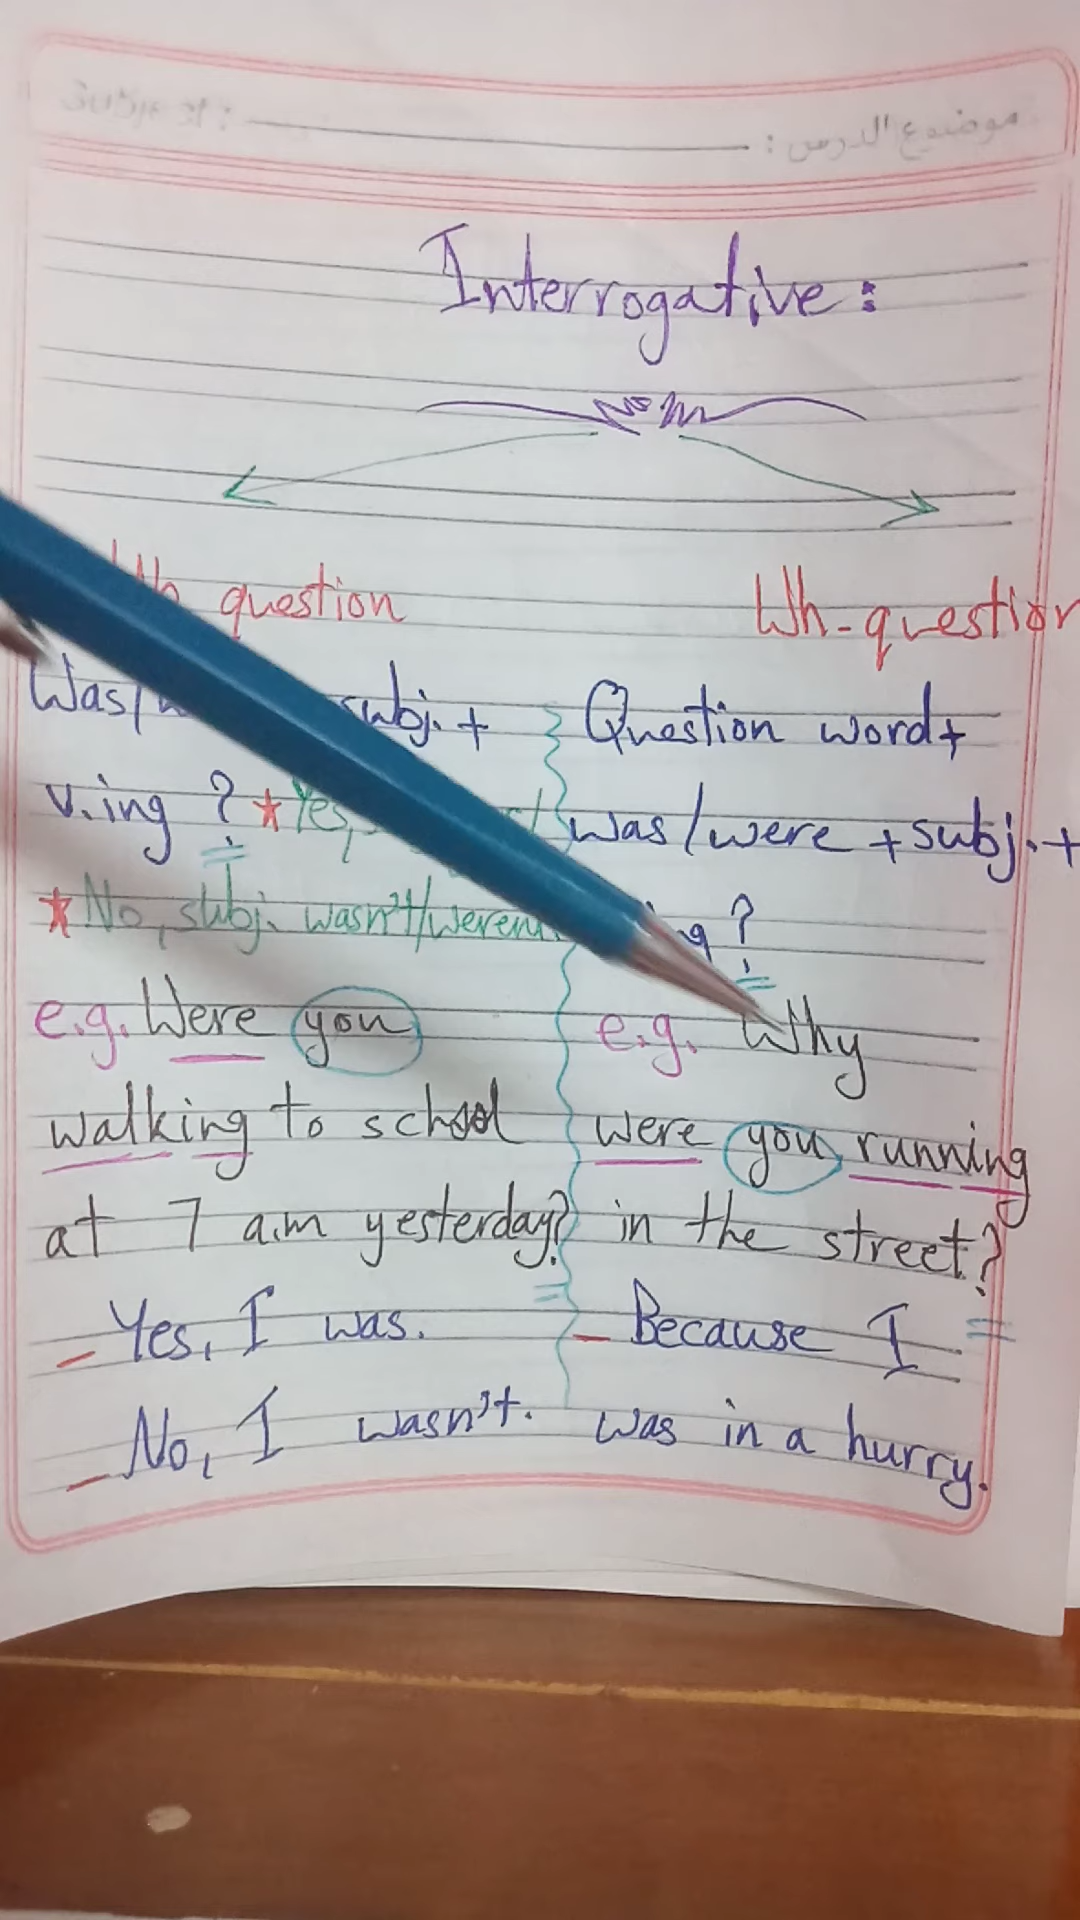 Subject:
موضوع الدرس :
Interrogative :
question
Was/ subj. +
v.ing ? * Yes,
* No, subj. wasn't/weren
e.g. Were you
walking to school
at 7 a.m yesterday?
- Yes, I was.
- No, I wasn't.
Wh-question
Question word +
was/were + subj. +
?
e.g. Why
were you running
in the street?
- Because I
was in a hurry.